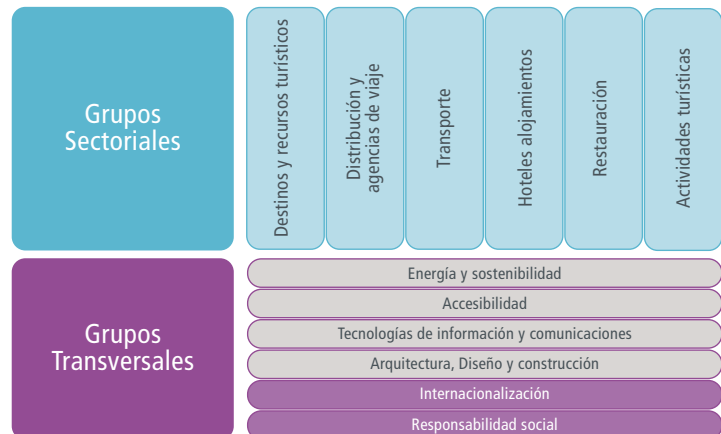 Grupos
Sectoriales
Destinos y recursos turísticos
Distribución y
agencias de viaje
Transporte
Hoteles alojamientos
Restauración
Actividades turísticas
Grupos
Transversales
Energía y sostenibilidad
Accesibilidad
Tecnologías de información y comunicaciones
Arquitectura, Diseño y construcción
Internacionalización
Responsabilidad social